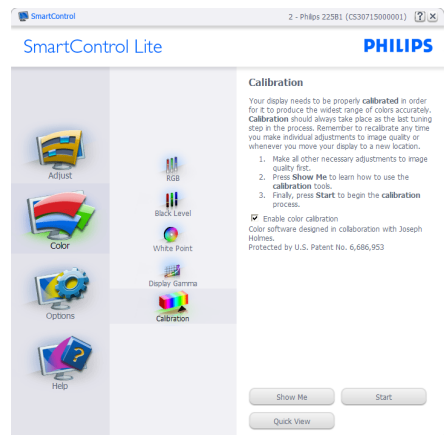 SmartControl
2 - Philips 225B1 (CS30715000001)
?
SmartControl Lite
PHILIPS
Adjust
Color
Options
Help
RGB
Black Level
White Point
Display Gamma
Calibration
Calibration
Your display needs to be properly calibrated in order
for it to produce the widest range of colors accurately.
Calibration should always take place as the last tuning
step in the process. Remember to recalibrate any time
you make individual adjustments to image quality or
whenever you move your display to a new location.
1. Make all other necessary adjustments to image
quality first.
2. Press Show Me to learn how to use the
calibration tools.
3. Finally, press Start to begin the calibration
process.
Enable color calibration
Color software designed in collaboration with Joseph
Holmes.
Protected by U.S. Patent No. 6,686,953
Show Me
Start
Quick View